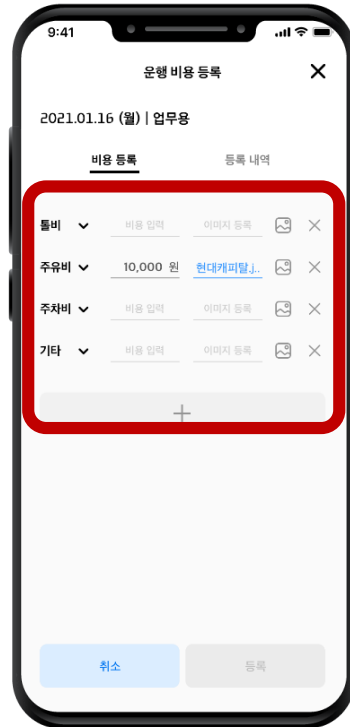 9:41
운행 비용 등록
2021.01.16 (월) | 업무용
비용 등록 등록 내역
톨비 비용 입력 이미지 등록
주유비 10,000 원 현대캐피탈.j..
주차비 비용 입력 이미지 등록
기타 비용 입력 이미지 등록
취소 등록